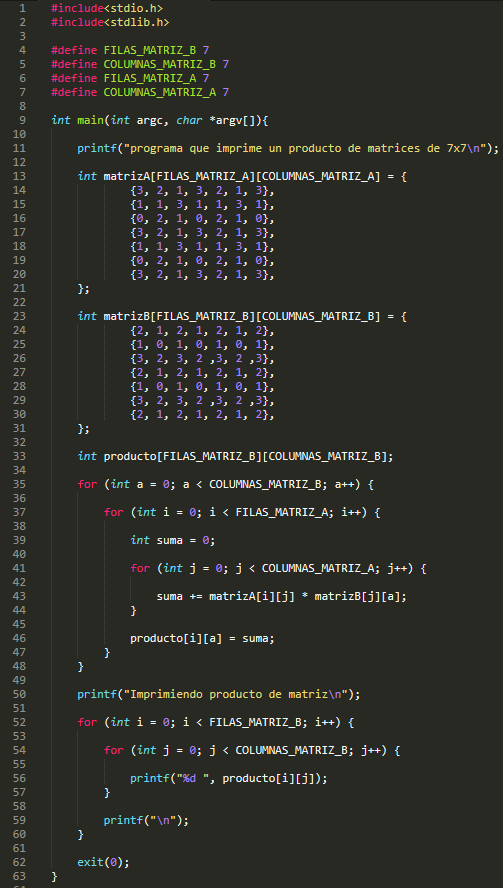 1 #include<stdio.h>
2 #include<stdlib.h>
3
4 #define FILAS_MATRIZ_B 7
5 #define COLUMNAS_MATRIZ_B 7
6 #define FILAS_MATRIZ_A 7
7 #define COLUMNAS_MATRIZ_A 7
8
9 int main(int argc, char *argv[]){
10
11     printf("programa que imprime un producto de matrices de 7x7\n");
12
13     int matrizA[FILAS_MATRIZ_A][COLUMNAS_MATRIZ_A] = {
14             {3, 2, 1, 3, 2, 1, 3},
15             {1, 1, 3, 1, 1, 3, 1},
16             {0, 2, 1, 0, 2, 1, 0},
17             {3, 2, 1, 3, 2, 1, 3},
18             {1, 1, 3, 1, 1, 3, 1},
19             {0, 2, 1, 0, 2, 1, 0},
20             {3, 2, 1, 3, 2, 1, 3},
21     };
22
23     int matrizB[FILAS_MATRIZ_B][COLUMNAS_MATRIZ_B] = {
24             {2, 1, 2, 1, 2, 1, 2},
25             {1, 0, 1, 0, 1, 0, 1},
26             {3, 2, 3, 2 ,3, 2 ,3},
27             {2, 1, 2, 1, 2, 1, 2},
28             {1, 0, 1, 0, 1, 0, 1},
29             {3, 2, 3, 2 ,3, 2 ,3},
30             {2, 1, 2, 1, 2, 1, 2},
31     };
32
33     int producto[FILAS_MATRIZ_B][COLUMNAS_MATRIZ_B];
34
35     for (int a = 0; a < COLUMNAS_MATRIZ_B; a++) {
36
37         for (int i = 0; i < FILAS_MATRIZ_A; i++) {
38
39             int suma = 0;
40
41             for (int j = 0; j < COLUMNAS_MATRIZ_A; j++) {
42
43                 suma += matrizA[i][j] * matrizB[j][a];
44             }
45
46             producto[i][a] = suma;
47         }
48     }
49
50     printf("Imprimiendo producto de matriz\n");
51
52     for (int i = 0; i < FILAS_MATRIZ_B; i++) {
53
54         for (int j = 0; j < COLUMNAS_MATRIZ_B; j++) {
55
56             printf("%d ", producto[i][j]);
57         }
58
59         printf("\n");
60     }
61
62     exit(0);
63 }